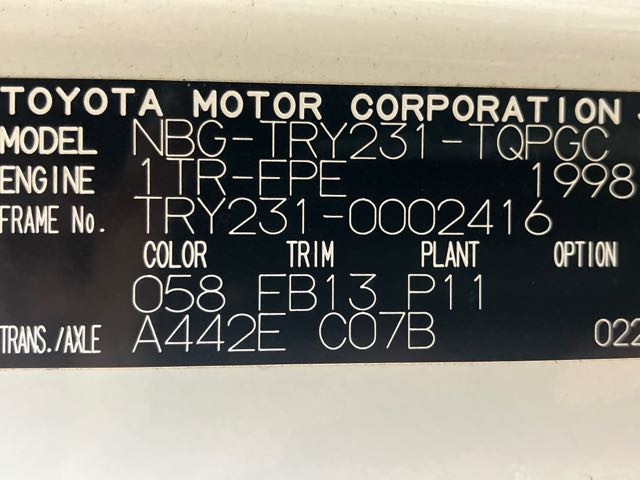 TOYOTA MOTOR CORPORATION
MODEL NBG-TRY231-TQPGC
ENGINE 1TR-FPE 1998
FRAME No. TRY231-0002416
COLOR TRIM PLANT OPTION
058 FB13 P11
TRANS./AXLE A442E C07B 022